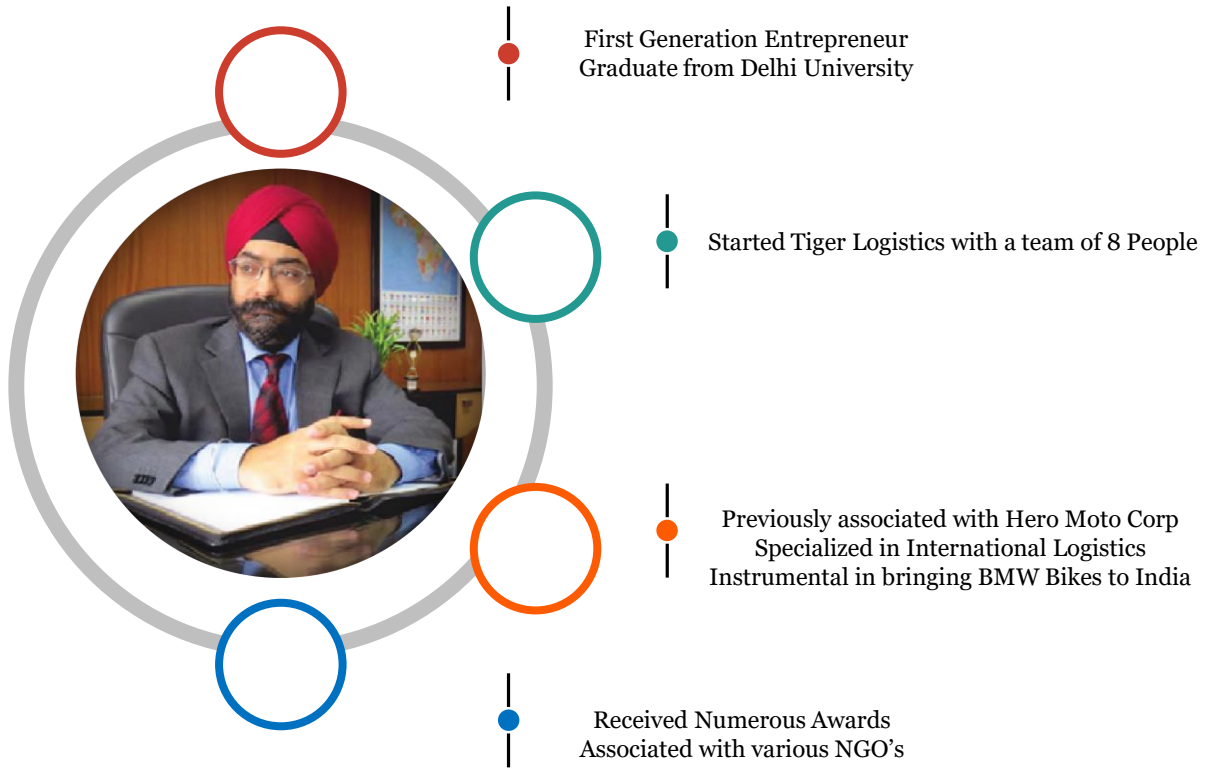 First Generation Entrepreneur
Graduate from Delhi University
Started Tiger Logistics with a team of 8 People
Previously associated with Hero Moto Corp
Specialized in International Logistics
Instrumental in bringing BMW Bikes to India
Received Numerous Awards
Associated with various NGO's